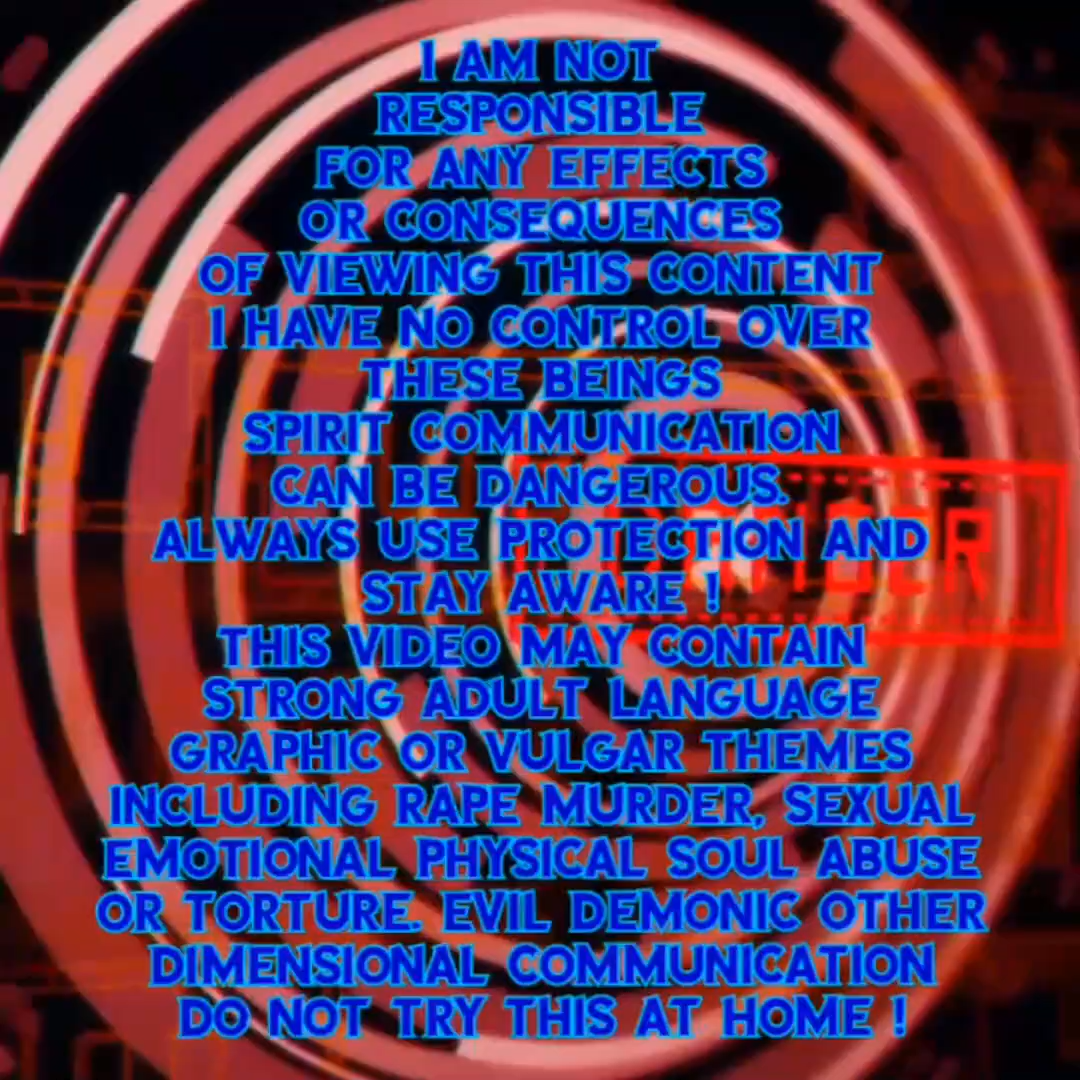 I AM NOT
RESPONSIBLE
FOR ANY EFFECTS
OR CONSEQUENCES
OF VIEWING THIS CONTENT
I HAVE NO CONTROL OVER
THESE BEINGS
SPIRIT COMMUNICATION
CAN BE DANGEROUS.
ALWAYS USE PROTECTION AND
STAY AWARE !
THIS VIDEO MAY CONTAIN
STRONG ADULT LANGUAGE
GRAPHIC OR VULGAR THEMES
INCLUDING RAPE MURDER, SEXUAL
EMOTIONAL PHYSICAL SOUL ABUSE
OR TORTURE. EVIL DEMONIC OTHER
DIMENSIONAL COMMUNICATION
DO NOT TRY THIS AT HOME !